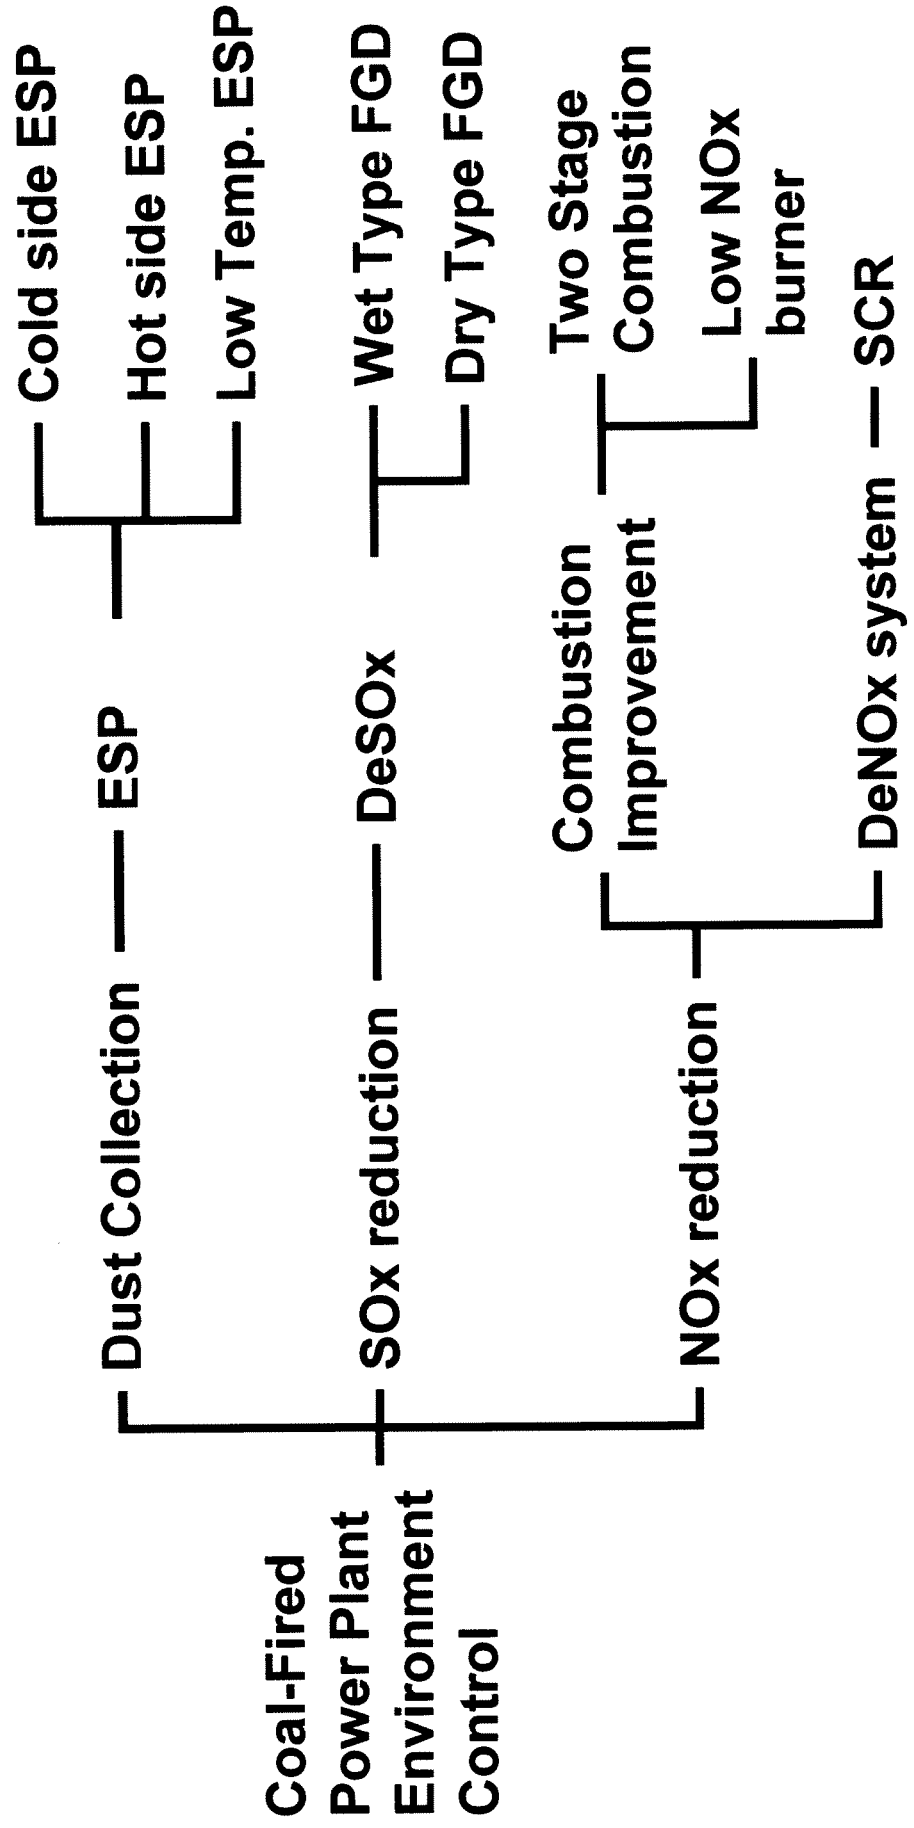 Coal-Fired
Power Plant
Environment
Control
Dust Collection
ESP
Cold side ESP
Hot side ESP
Low Temp. ESP
SOx reduction
DeSOx
Wet Type FGD
Dry Type FGD
NOx reduction
Combustion
Improvement
Two Stage
Combustion
Low NOx
burner
DeNOx system
SCR